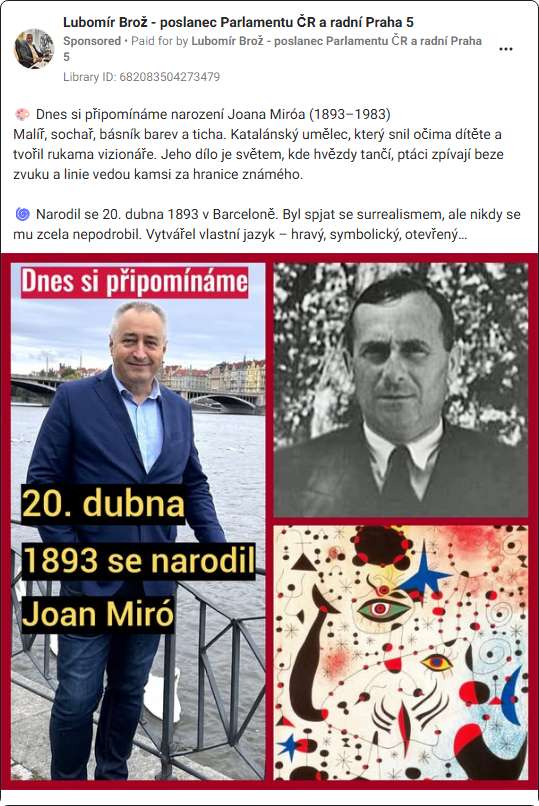 Lubomír Brož - poslanec Parlamentu ČR a radní Praha 5
Sponsored • Paid for by Lubomír Brož - poslanec Parlamentu ČR a radní Praha
5
Library ID: 682083504273479
🧠 Dnes si připomínáme narození Joana Miróa (1893–1983)
Malíř, sochař, básník barev a ticha. Katalánský umělec, který snil očima dítěte a
tvořil rukama vizionáře. Jeho dílo je světem, kde hvězdy tančí, ptáci zpívají beze
zvuku a linie vedou kamsi za hranice známého.
🌀 Narodil se 20. dubna 1893 v Barceloně. Byl spjat se surrealismem, ale nikdy se
mu zcela nepodrobil. Vytvářel vlastní jazyk – hravý, symbolický, otevřený...
Dnes si připomínáme
20. dubna
1893 se narodil
Joan Miró